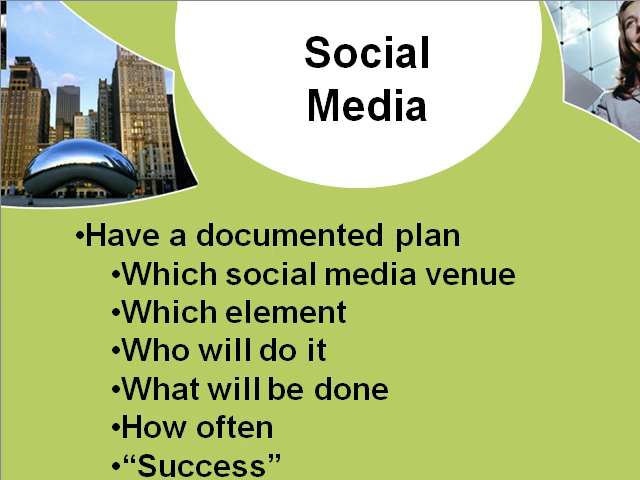 Social
Media
•Have a documented plan
•Which social media venue
•Which element
•Who will do it
•What will be done
•How often
•“Success”